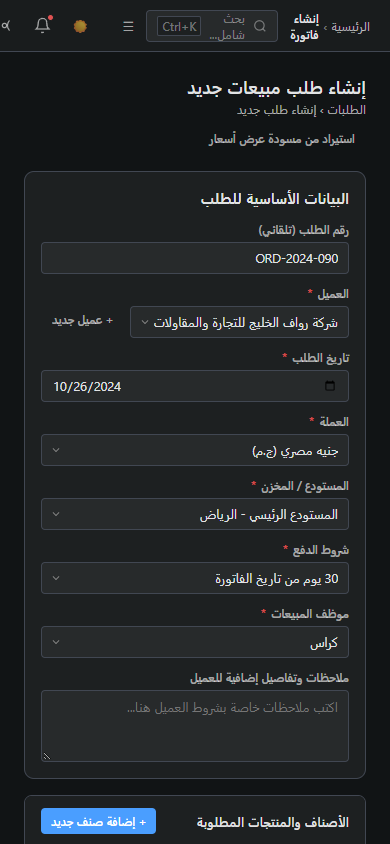 الرئيسية › إنشاء فاتورة
بحث شامل... Ctrl+K
إنشاء طلب مبيعات جديد
الطلبات › إنشاء طلب جديد
استيراد من مسودة عرض أسعار
البيانات الأساسية للطلب
رقم الطلب (تلقائي)
ORD-2024-090
العميل *
شركة رواف الخليج للتجارة والمقاولات
+ عميل جديد
تاريخ الطلب *
10/26/2024
العملة *
جنيه مصري (ج.م)
المستودع / المخزن *
المستودع الرئيسي - الرياض
شروط الدفع *
30 يوم من تاريخ الفاتورة
موظف المبيعات *
كراس
ملاحظات وتفاصيل إضافية للعميل
اكتب ملاحظات خاصة بشروط العميل هنا...
الأصناف والمنتجات المطلوبة
+ إضافة صنف جديد